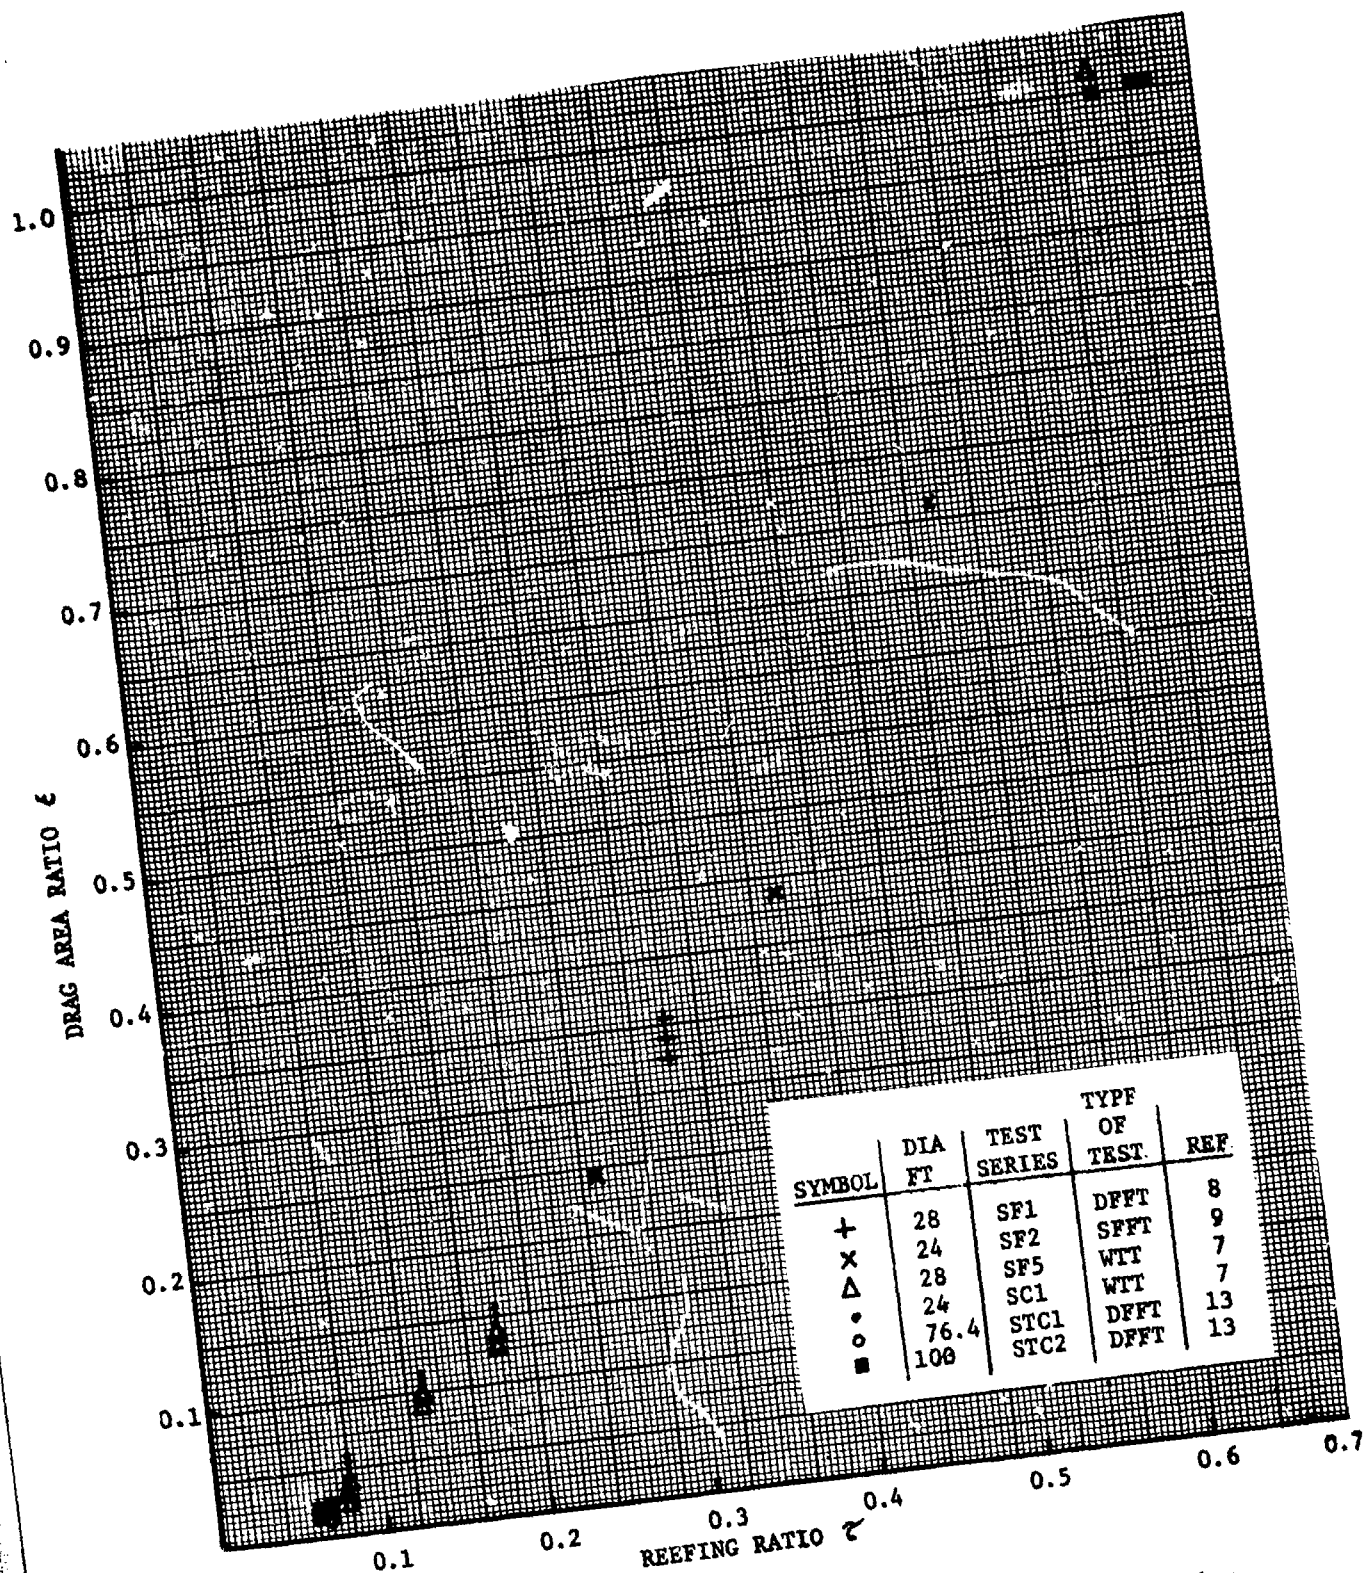 1.0
0.9
0.8
0.7
0.6
0.5
0.4
0.3
0.2
0.1
DRAG AREA RATIO ε
TYPF
DIA TEST OF
SYMBOL FT SERIES TEST REF
+ 28 SF1 DFFT 8
x 24 SF2 SFFT 9
Δ 28 SF5 WTT 7
• 24 SC1 WTT 7
o 76.4 STC1 DFFT 13
■ 100 STC2 DFFT 13
0.1 0.2 0.3 0.4 0.5 0.6 0.7
REEFING RATIO τ